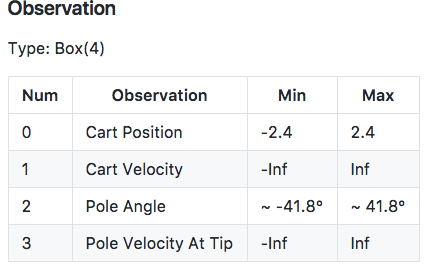 Observation
Type: Box(4)
Num Observation Min Max
0 Cart Position -2.4 2.4
1 Cart Velocity -Inf Inf
2 Pole Angle ~ -41.8° ~ 41.8°
3 Pole Velocity At Tip -Inf Inf